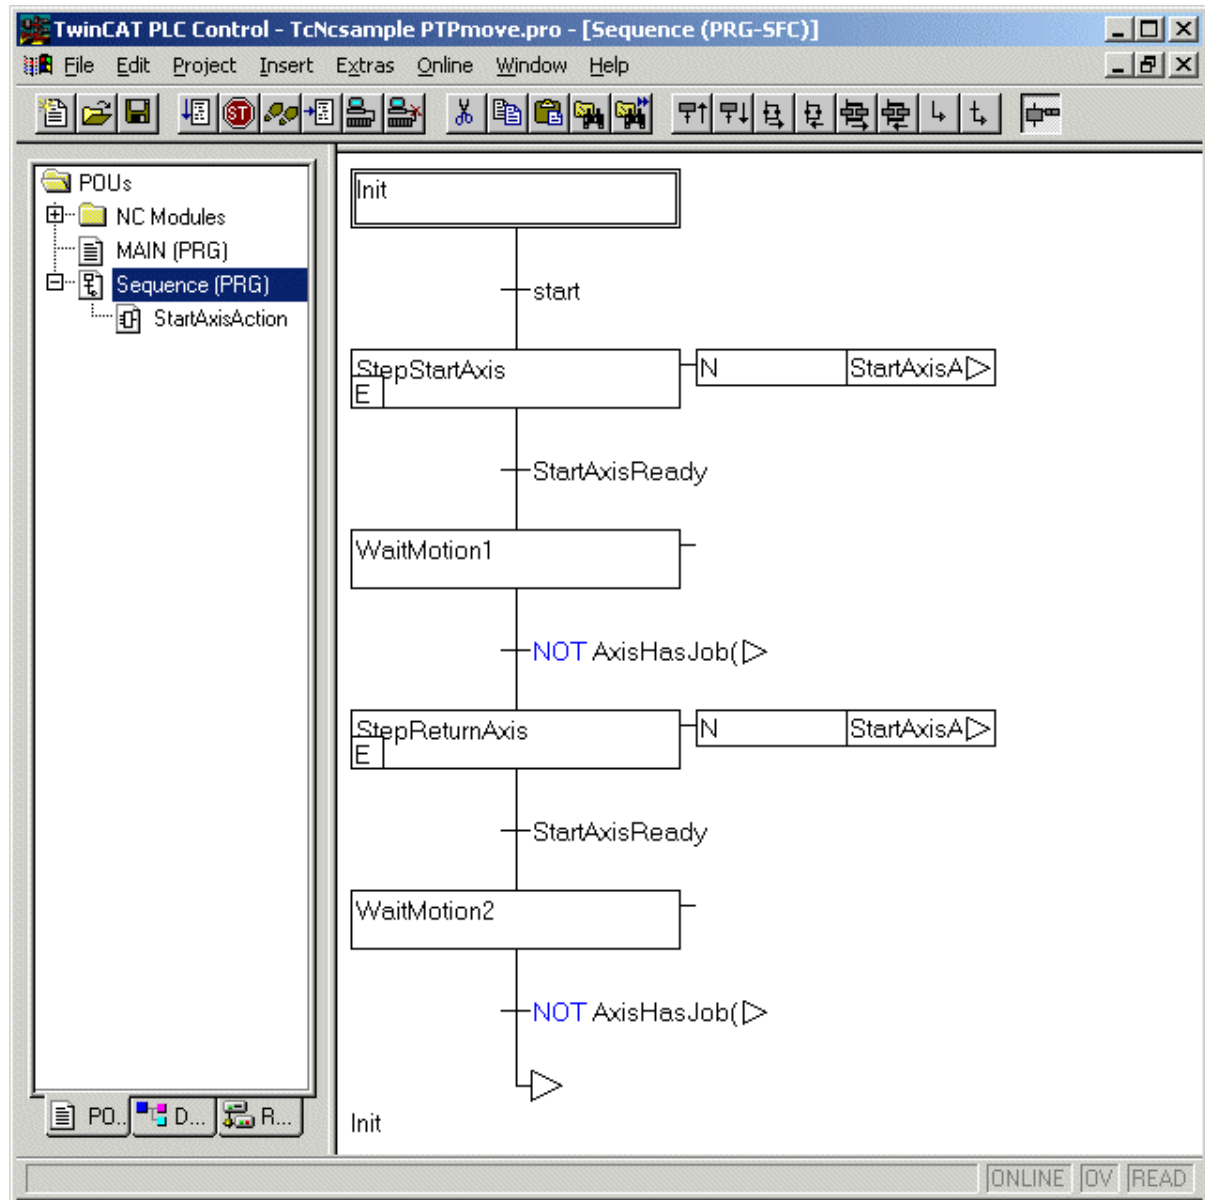 TwinCAT PLC Control - TcNcsample PTPmove.pro - [Sequence (PRG-SFC)]
File Edit Project Insert Extras Online Window Help
POUs
NC Modules
MAIN (PRG)
Sequence (PRG)
StartAxisAction
PO..
D...
R...
Init
start
StepStartAxis
E
N StartAxisA
StartAxisReady
WaitMotion1
NOT AxisHasJob(
StepReturnAxis
E
N StartAxisA
StartAxisReady
WaitMotion2
NOT AxisHasJob(
Init
ONLINE OV READ